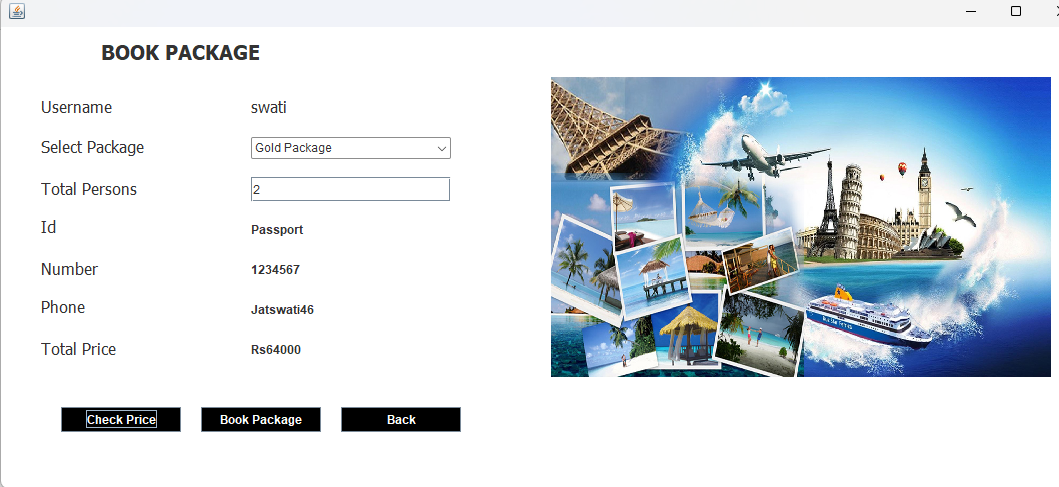 BOOK PACKAGE
Username swati
Select Package Gold Package
Total Persons 2
Id Passport
Number 1234567
Phone Jatswati46
Total Price Rs64000
Check Price Book Package Back